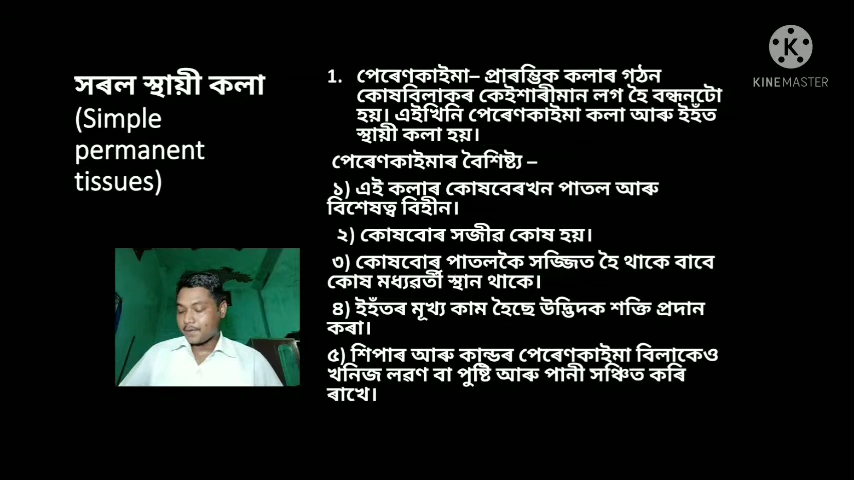 সৰল স্থায়ী কলা
(Simple
permanent
tissues)
1. পেৰেণকাইমা– প্ৰাৰম্ভিক কলাৰ গঠন
কোষবিলাকৰ কেইশাৰীমান লগ হৈ বন্ধনটো
হয়। এইখিনি পেৰেণকাইমা কলা আৰু ইহঁত
স্থায়ী কলা হয়।
পেৰেণকাইমাৰ বৈশিষ্ট্য –
১) এই কলাৰ কোষবেৰখন পাতল আৰু
বিশেষত্ব বিহীন।
২) কোষবোৰ সজীৱ কোষ হয়।
৩) কোষবোৰ পাতলকৈ সজ্জিত হৈ থাকে বাবে
কোষ মধ্যৱৰ্তী স্থান থাকে।
৪) ইহঁতৰ মূখ্য কাম হৈছে উদ্ভিদক শক্তি প্ৰদান
কৰা।
৫) শিপাৰ আৰু কান্ডৰ পেৰেণকাইমা বিলাকেও
খনিজ লৱণ বা পুষ্টি আৰু পানী সঞ্চিত কৰি
ৰাখে।
K
KINEMASTER